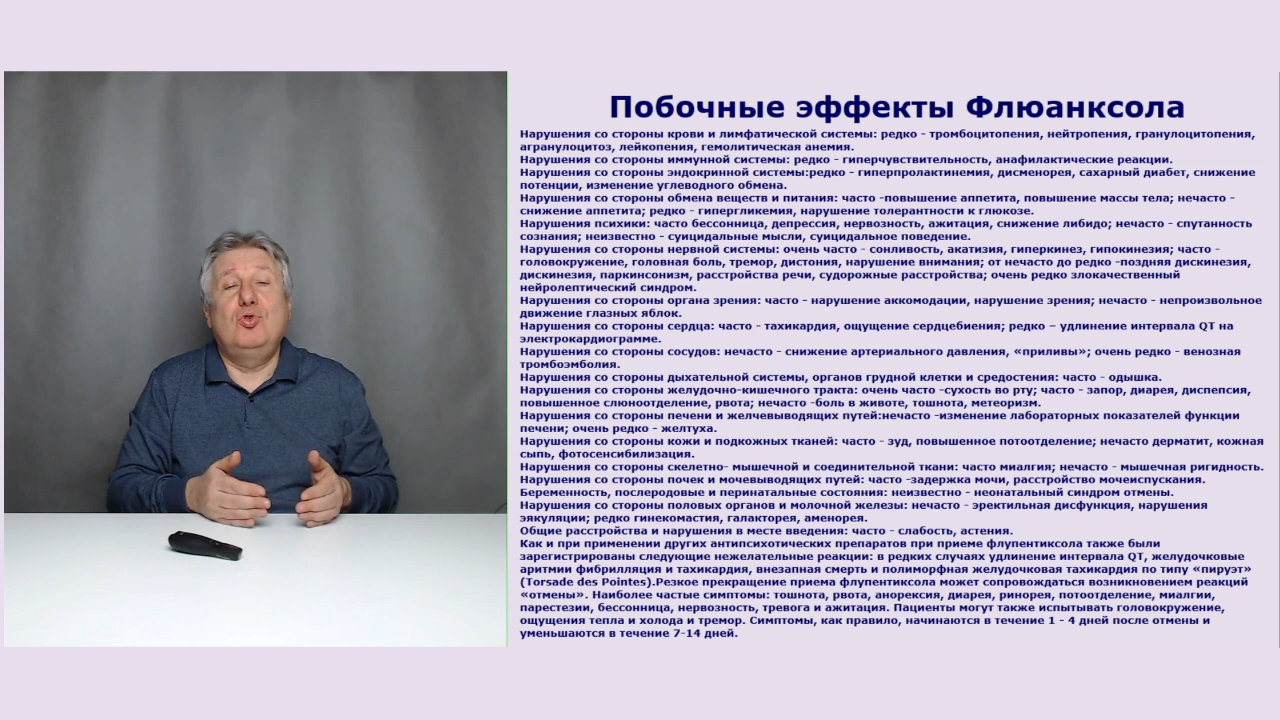 Побочные эффекты Флюанксола
Нарушения со стороны крови и лимфатической системы: редко - тромбоцитопения, нейтропения, гранулоцитопения,
агранулоцитоз, лейкопения, гемолитическая анемия.
Нарушения со стороны иммунной системы: редко - гиперчувствительность, анафилактические реакции.
Нарушения со стороны эндокринной системы:редко - гиперпролактинемия, дисменорея, сахарный диабет, снижение
потенции, изменение углеводного обмена.
Нарушения со стороны обмена веществ и питания: часто -повышение аппетита, повышение массы тела; нечасто -
снижение аппетита; редко - гипергликемия, нарушение толерантности к глюкозе.
Нарушения психики: часто бессонница, депрессия, нервозность, ажитация, снижение либидо; нечасто - спутанность
сознания; неизвестно - суицидальные мысли, суицидальное поведение.
Нарушения со стороны нервной системы: очень часто - сонливость, акатизия, гиперкинез, гипокинезия; часто -
головокружение, головная боль, тремор, дистония, нарушение внимания; от нечасто до редко -поздняя дискинезия,
дискинезия, паркинсонизм, расстройства речи, судорожные расстройства; очень редко злокачественный
нейролептический синдром.
Нарушения со стороны органа зрения: часто - нарушение аккомодации, нарушение зрения; нечасто - непроизвольное
движение глазных яблок.
Нарушения со стороны сердца: часто - тахикардия, ощущение сердцебиения; редко – удлинение интервала QT на
электрокардиограмме.
Нарушения со стороны сосудов: нечасто - снижение артериального давления, «приливы»; очень редко - венозная
тромбоэмболия.
Нарушения со стороны дыхательной системы, органов грудной клетки и средостения: часто - одышка.
Нарушения со стороны желудочно-кишечного тракта: очень часто -сухость во рту; часто - запор, диарея, диспепсия,
повышенное слюноотделение, рвота; нечасто -боль в животе, тошнота, метеоризм.
Нарушения со стороны печени и желчевыводящих путей:нечасто -изменение лабораторных показателей функции
печени; очень редко - желтуха.
Нарушения со стороны кожи и подкожных тканей: часто - зуд, повышенное потоотделение; нечасто дерматит, кожная
сыпь, фотосенсибилизация.
Нарушения со стороны скелетно- мышечной и соединительной ткани: часто миалгия; нечасто - мышечная ригидность.
Нарушения со стороны почек и мочевыводящих путей: часто -задержка мочи, расстройство мочеиспускания.
Беременность, послеродовые и перинатальные состояния: неизвестно - неонатальный синдром отмены.
Нарушения со стороны половых органов и молочной железы: нечасто - эректильная дисфункция, нарушения
эякуляции; редко гинекомастия, галакторея, аменорея.
Общие расстройства и нарушения в месте введения: часто - слабость, астения.
Как и при применении других антипсихотических препаратов при приеме флупентиксола также были
зарегистрированы следующие нежелательные реакции: в редких случаях удлинение интервала QT, желудочковые
аритмии фибрилляция и тахикардия, внезапная смерть и полиморфная желудочковая тахикардия по типу «пируэт»
(Torsade des Pointes).Резкое прекращение приема флупентиксола может сопровождаться возникновением реакций
«отмены». Наиболее частые симптомы: тошнота, рвота, анорексия, диарея, ринорея, потоотделение, миалгии,
парестезии, бессонница, нервозность, тревога и ажитация. Пациенты могут также испытывать головокружение,
ощущения тепла и холода и тремор. Симптомы, как правило, начинаются в течение 1 - 4 дней после отмены и
уменьшаются в течение 7-14 дней.